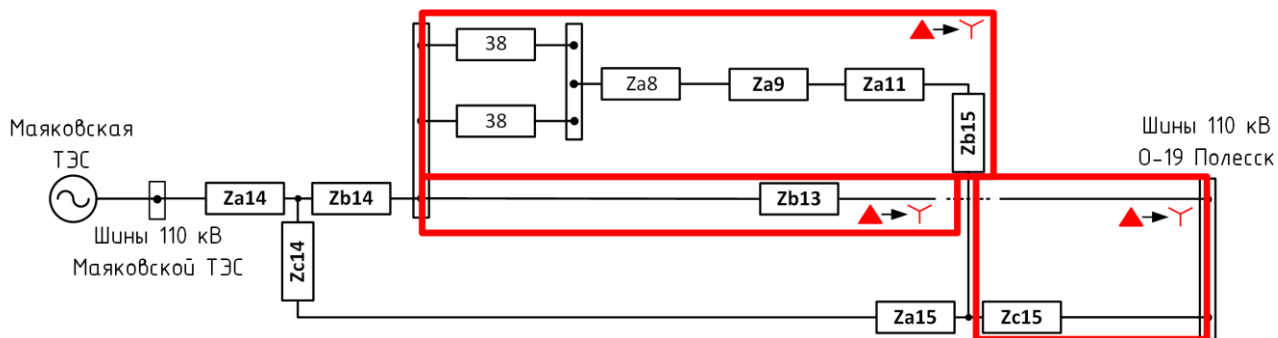 38
Za8
Za9
Za11
38
Zb15
Маяковская
ТЭС
Шины 110 кВ
О-19 Полесск
Za14
Zb14
Zb13
Шины 110 кВ
Маяковской ТЭС
Zc14
Za15
Zc15